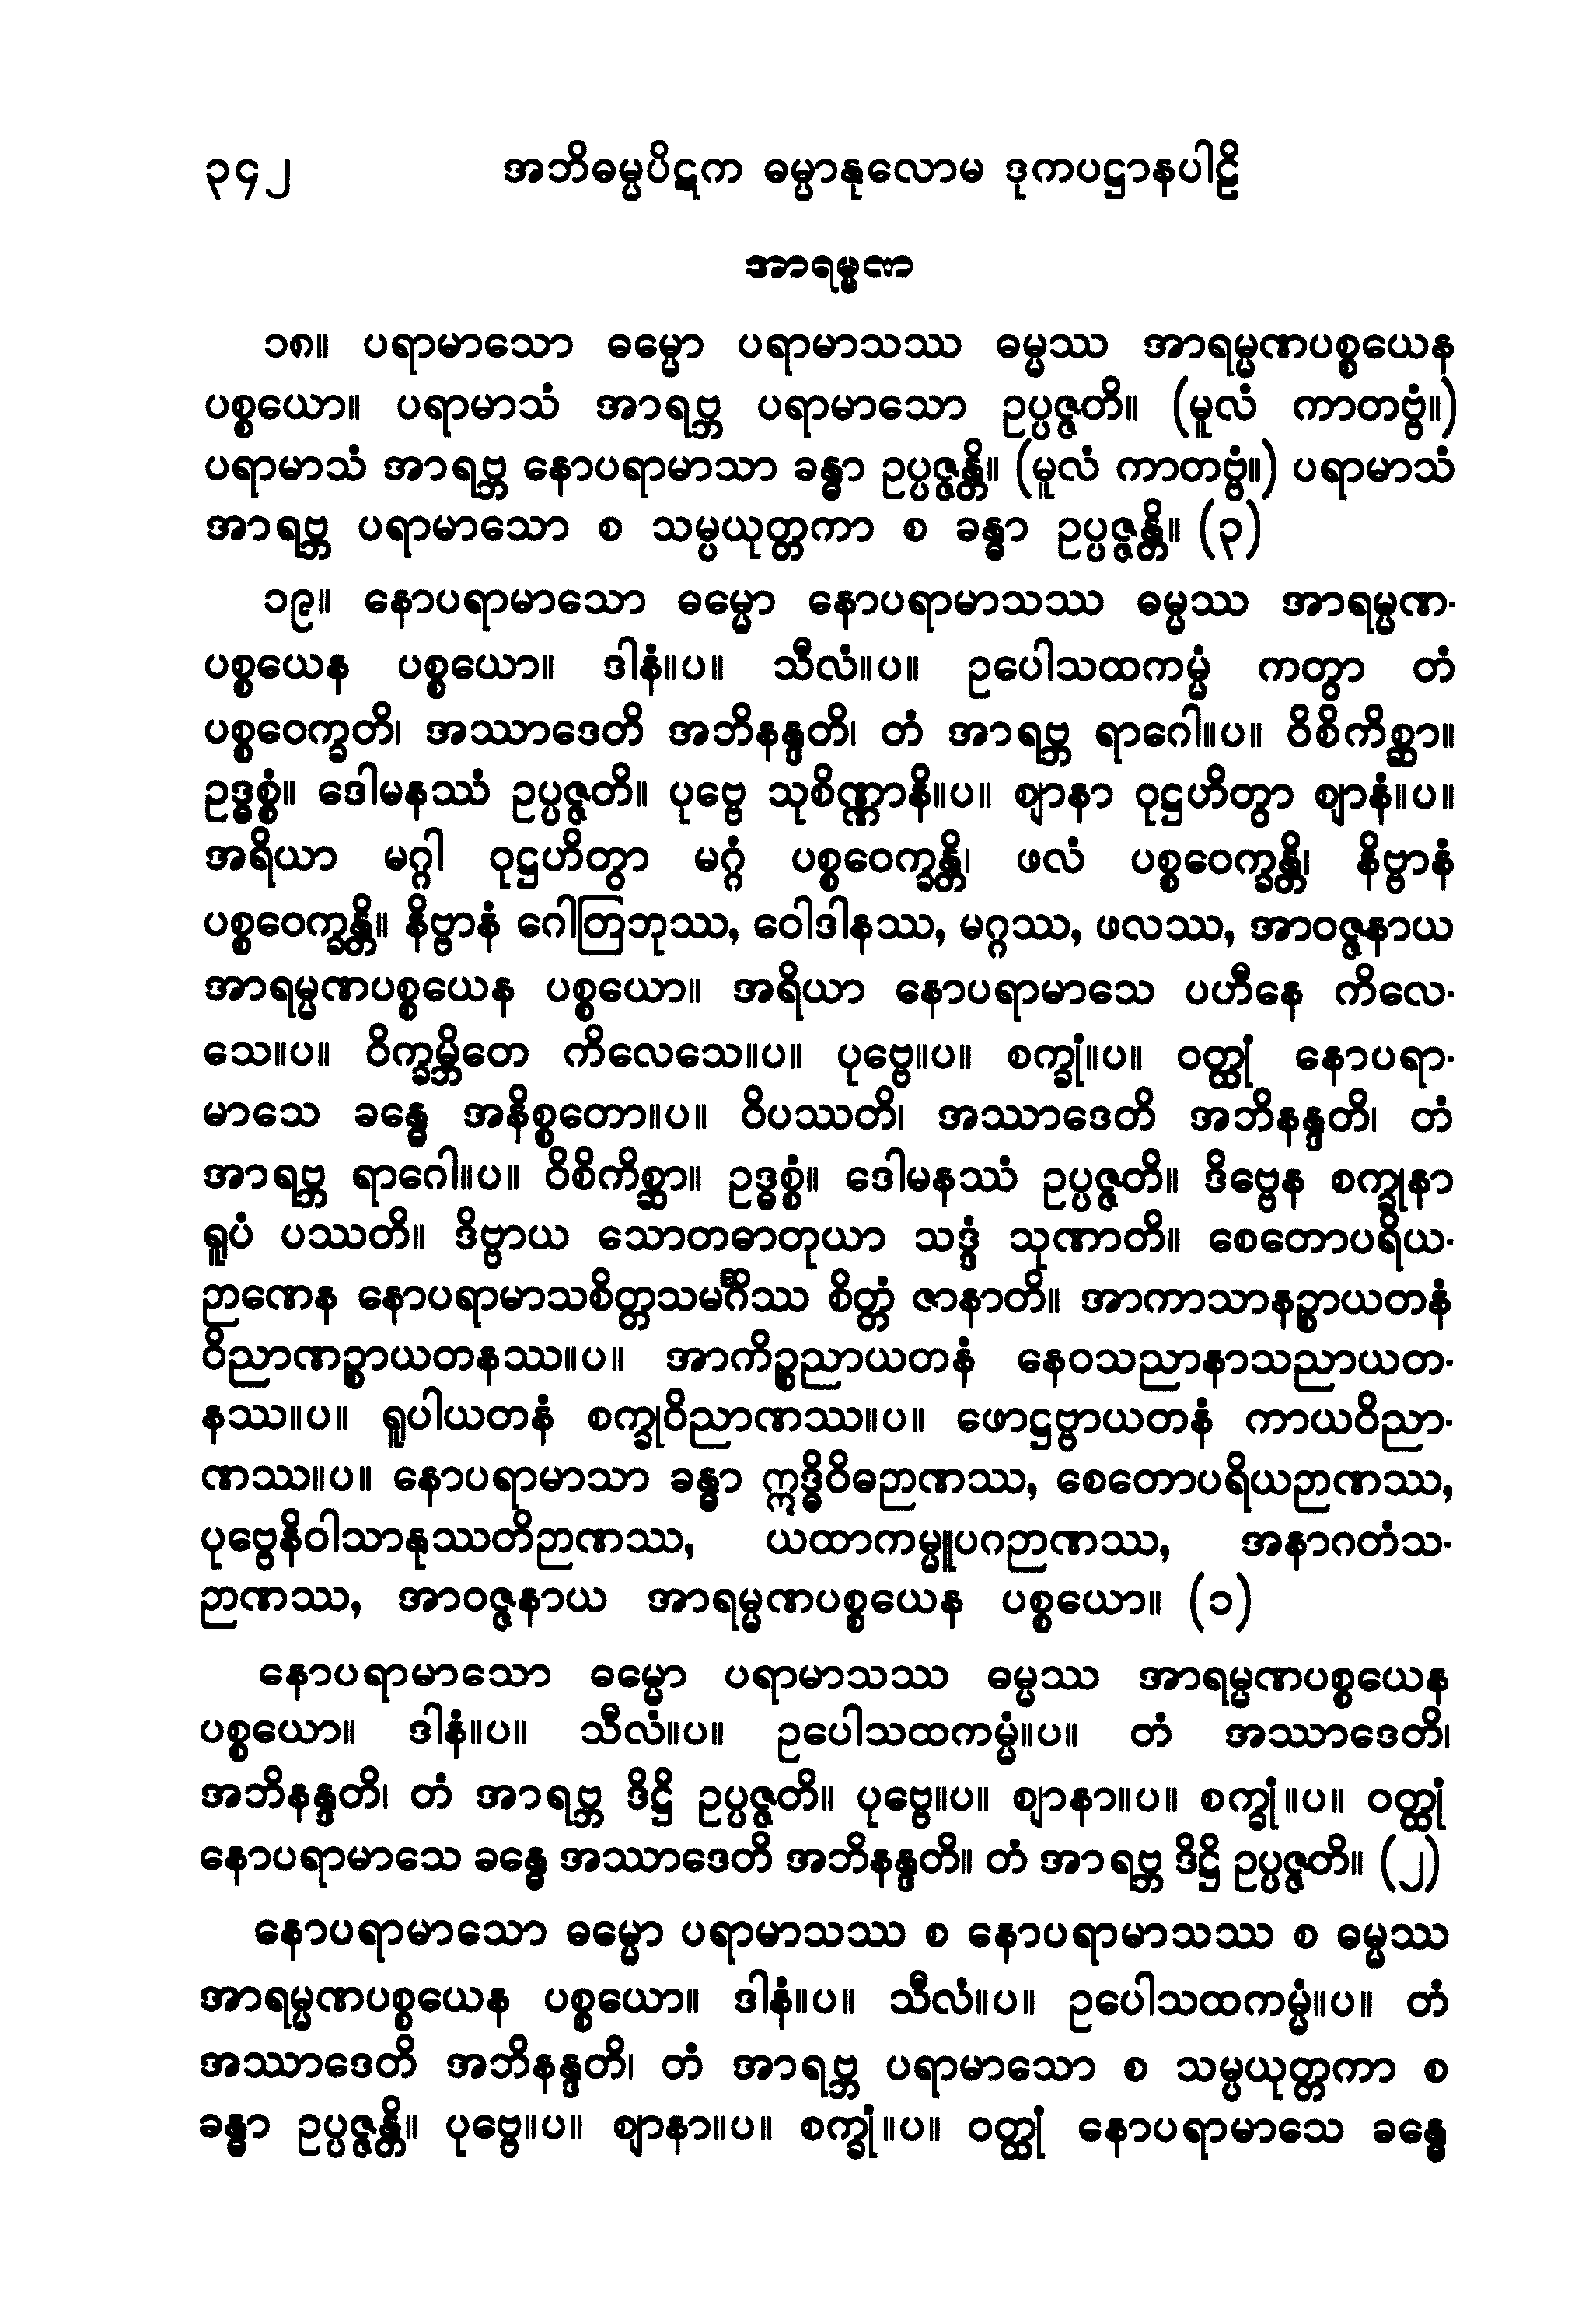 ၃၄၂ အဘိဓမ္မပိဋက ဓမ္မာနုလောမ ဒုကပဋ္ဌာနပါဠိ
အာရမ္မဏ
၁၈။ ပရာမာသော ဓမ္မော ပရာမာသဿ ဓမ္မဿ အာရမ္မဏပစ္စယေန
ပစ္စယော။ ပရာမာသံ အာရဗ္ဘ ပရာမာသော ဥပ္ပဇ္ဇတိ။ (မူလံ ကာတဗ္ဗံ။)
ပရာမာသံ အာရဗ္ဘ နောပရာမာသာ ခန္ဓာ ဥပ္ပဇ္ဇန္တိ။ (မူလံ ကာတဗ္ဗံ။) ပရာမာသံ
အာရဗ္ဘ ပရာမာသော စ သမ္ပယုတ္တကာ စ ခန္ဓာ ဥပ္ပဇ္ဇန္တိ။ (၃)
၁၉။ နောပရာမာသော ဓမ္မော နောပရာမာသဿ ဓမ္မဿ အာရမ္မဏ-
ပစ္စယေန ပစ္စယော။ ဒါနံ။ပ။ သီလံ။ပ။ ဥပေါသထကမ္မံ ကတွာ တံ
ပစ္စဝေက္ခတိ၊ အဿာဒေတိ အဘိနန္ဒတိ၊ တံ အာရဗ္ဘ ရာဂေါ။ပ။ ဝိစိကိစ္ဆာ။
ဥဒ္ဓစ္စံ။ ဒေါမနဿံ ဥပ္ပဇ္ဇတိ။ ပုဗ္ဗေ သုစိဏ္ဏာနိ။ပ။ ဈာနာ ဝုဋ္ဌဟိတွာ ဈာနံ။ပ။
အရိယာ မဂ္ဂါ ဝုဋ္ဌဟိတွာ မဂ္ဂံ ပစ္စဝေက္ခန္တိ၊ ဖလံ ပစ္စဝေက္ခန္တိ၊ နိဗ္ဗာနံ
ပစ္စဝေက္ခန္တိ။ နိဗ္ဗာနံ ဂေါတြဘုဿ, ဝေါဒါနဿ, မဂ္ဂဿ, ဖလဿ, အာဝဇ္ဇနာယ
အာရမ္မဏပစ္စယေန ပစ္စယော။ အရိယာ နောပရာမာသေ ပဟီနေ ကိလေ-
သေ။ပ။ ဝိက္ခမ္ဘိတေ ကိလေသေ။ပ။ ပုဗ္ဗေ။ပ။ စက္ခုံ။ပ။ ဝတ္ထုံ နောပရာ-
မာသေ ခန္ဓေ အနိစ္စတော။ပ။ ဝိပဿတိ၊ အဿာဒေတိ အဘိနန္ဒတိ၊ တံ
အာရဗ္ဘ ရာဂေါ။ပ။ ဝိစိကိစ္ဆာ။ ဥဒ္ဓစ္စံ။ ဒေါမနဿံ ဥပ္ပဇ္ဇတိ။ ဒိဗ္ဗေန စက္ခုနာ
ရူပံ ပဿတိ။ ဒိဗ္ဗာယ သောတဓာတုယာ သဒ္ဒံ သုဏာတိ။ စေတောပရိယ-
ဉာဏေန နောပရာမာသစိတ္တသမင်္ဂိဿ စိတ္တံ ဇာနာတိ။ အာကာသာနဉ္စာယတနံ
ဝိညာဏဉ္စာယတနဿ။ပ။ အာကိဉ္စညာယတနံ နေဝသညာနာသညာယတ-
နဿ။ပ။ ရူပါယတနံ စက္ခုဝိညာဏဿ။ပ။ ဖောဋ္ဌဗ္ဗာယတနံ ကာယဝိညာ-
ဏဿ။ပ။ နောပရာမာသာ ခန္ဓာ ဣဒ္ဓိဝိဓဉာဏဿ, စေတောပရိယဉာဏဿ,
ပုဗ္ဗေနိဝါသာနုဿတိဉာဏဿ, ယထာကမ္မူပဂဉာဏဿ, အနာဂတံသ-
ဉာဏဿ, အာဝဇ္ဇနာယ အာရမ္မဏပစ္စယေန ပစ္စယော။ (၁)
နောပရာမာသော ဓမ္မော ပရာမာသဿ ဓမ္မဿ အာရမ္မဏပစ္စယေန
ပစ္စယော။ ဒါနံ။ပ။ သီလံ။ပ။ ဥပေါသထကမ္မံ။ပ။ တံ အဿာဒေတိ၊
အဘိနန္ဒတိ၊ တံ အာရဗ္ဘ ဒိဋ္ဌိ ဥပ္ပဇ္ဇတိ။ ပုဗ္ဗေ။ပ။ ဈာနာ။ပ။ စက္ခုံ။ပ။ ဝတ္ထုံ
နောပရာမာသေ ခန္ဓေ အဿာဒေတိ အဘိနန္ဒတိ။ တံ အာရဗ္ဘ ဒိဋ္ဌိ ဥပ္ပဇ္ဇတိ။ (၂)
နောပရာမာသော ဓမ္မော ပရာမာသဿ စ နောပရာမာသဿ စ ဓမ္မဿ
အာရမ္မဏပစ္စယေန ပစ္စယော။ ဒါနံ။ပ။ သီလံ။ပ။ ဥပေါသထကမ္မံ။ပ။ တံ
အဿာဒေတိ အဘိနန္ဒတိ၊ တံ အာရဗ္ဘ ပရာမာသော စ သမ္ပယုတ္တကာ စ
ခန္ဓာ ဥပ္ပဇ္ဇန္တိ။ ပုဗ္ဗေ။ပ။ ဈာနာ။ပ။ စက္ခုံ။ပ။ ဝတ္ထုံ နောပရာမာသေ ခန္ဓေ